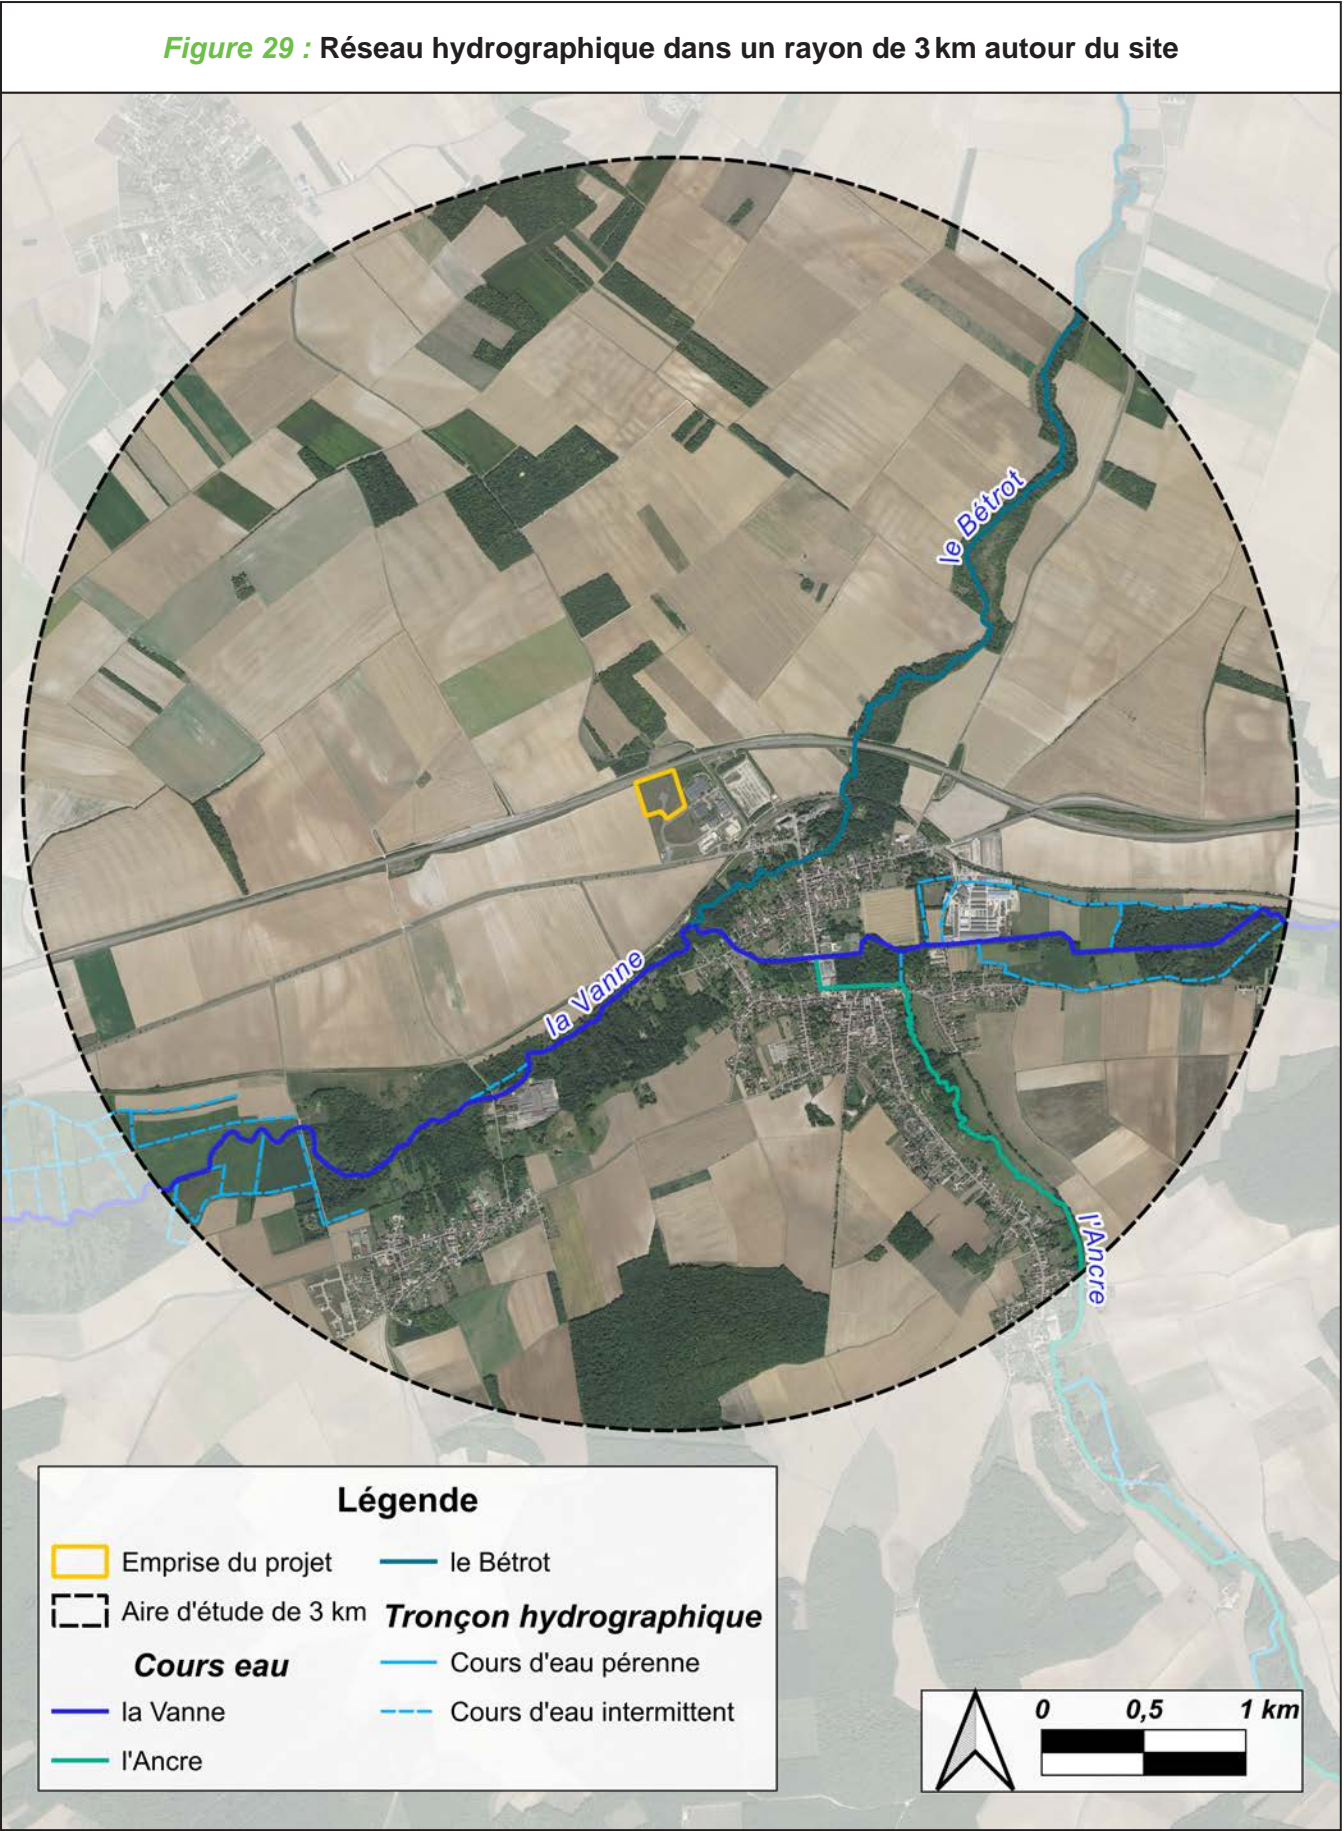 Figure 29 : Réseau hydrographique dans un rayon de 3 km autour du site
le Bétrot
la Vanne
l'Ancre
Légende
Emprise du projet
Aire d'étude de 3 km
Cours eau
la Vanne
l'Ancre
le Bétrot
Tronçon hydrographique
Cours d'eau pérenne
Cours d'eau intermittent
0 0,5 1 km